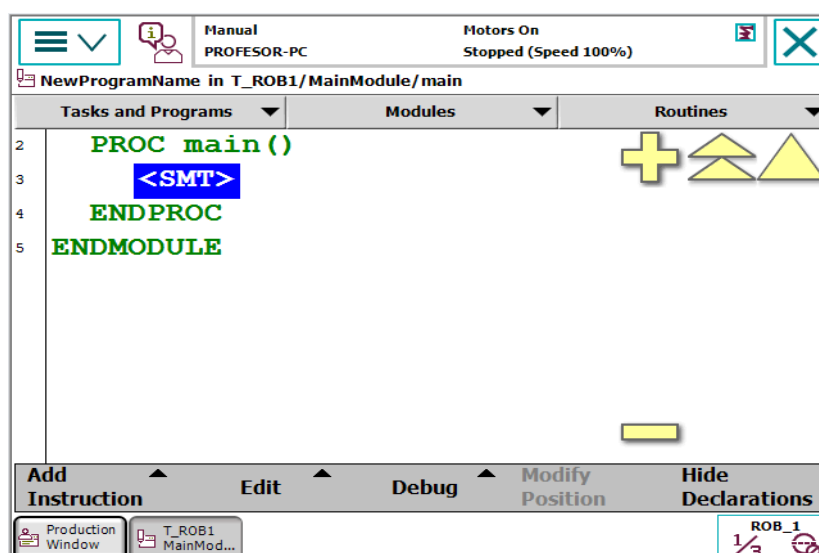 Manual Motors On
PROFESOR-PC Stopped (Speed 100%)
NewProgramName in T_ROB1/MainModule/main
Tasks and Programs Modules Routines
2 PROC main()
3 <SMT>
4 ENDPROC
5 ENDMODULE
Add Instruction Edit Debug Modify Position Hide Declarations
Production Window T_ROB1 MainMod... ROB_1
1/3